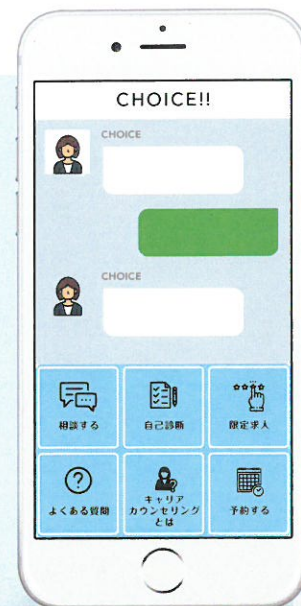 CHOICE!!
CHOICE
CHOICE
相談する
自己診断
限定求人
よくある質問
キャリア
カウンセリング
とは
予約する